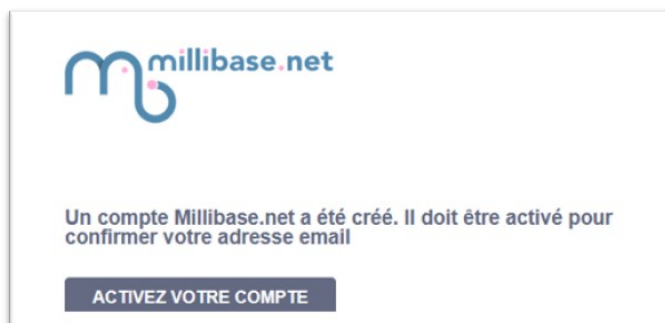 millibase.net
Un compte Millibase.net a été créé. Il doit être activé pour
confirmer votre adresse email
ACTIVEZ VOTRE COMPTE